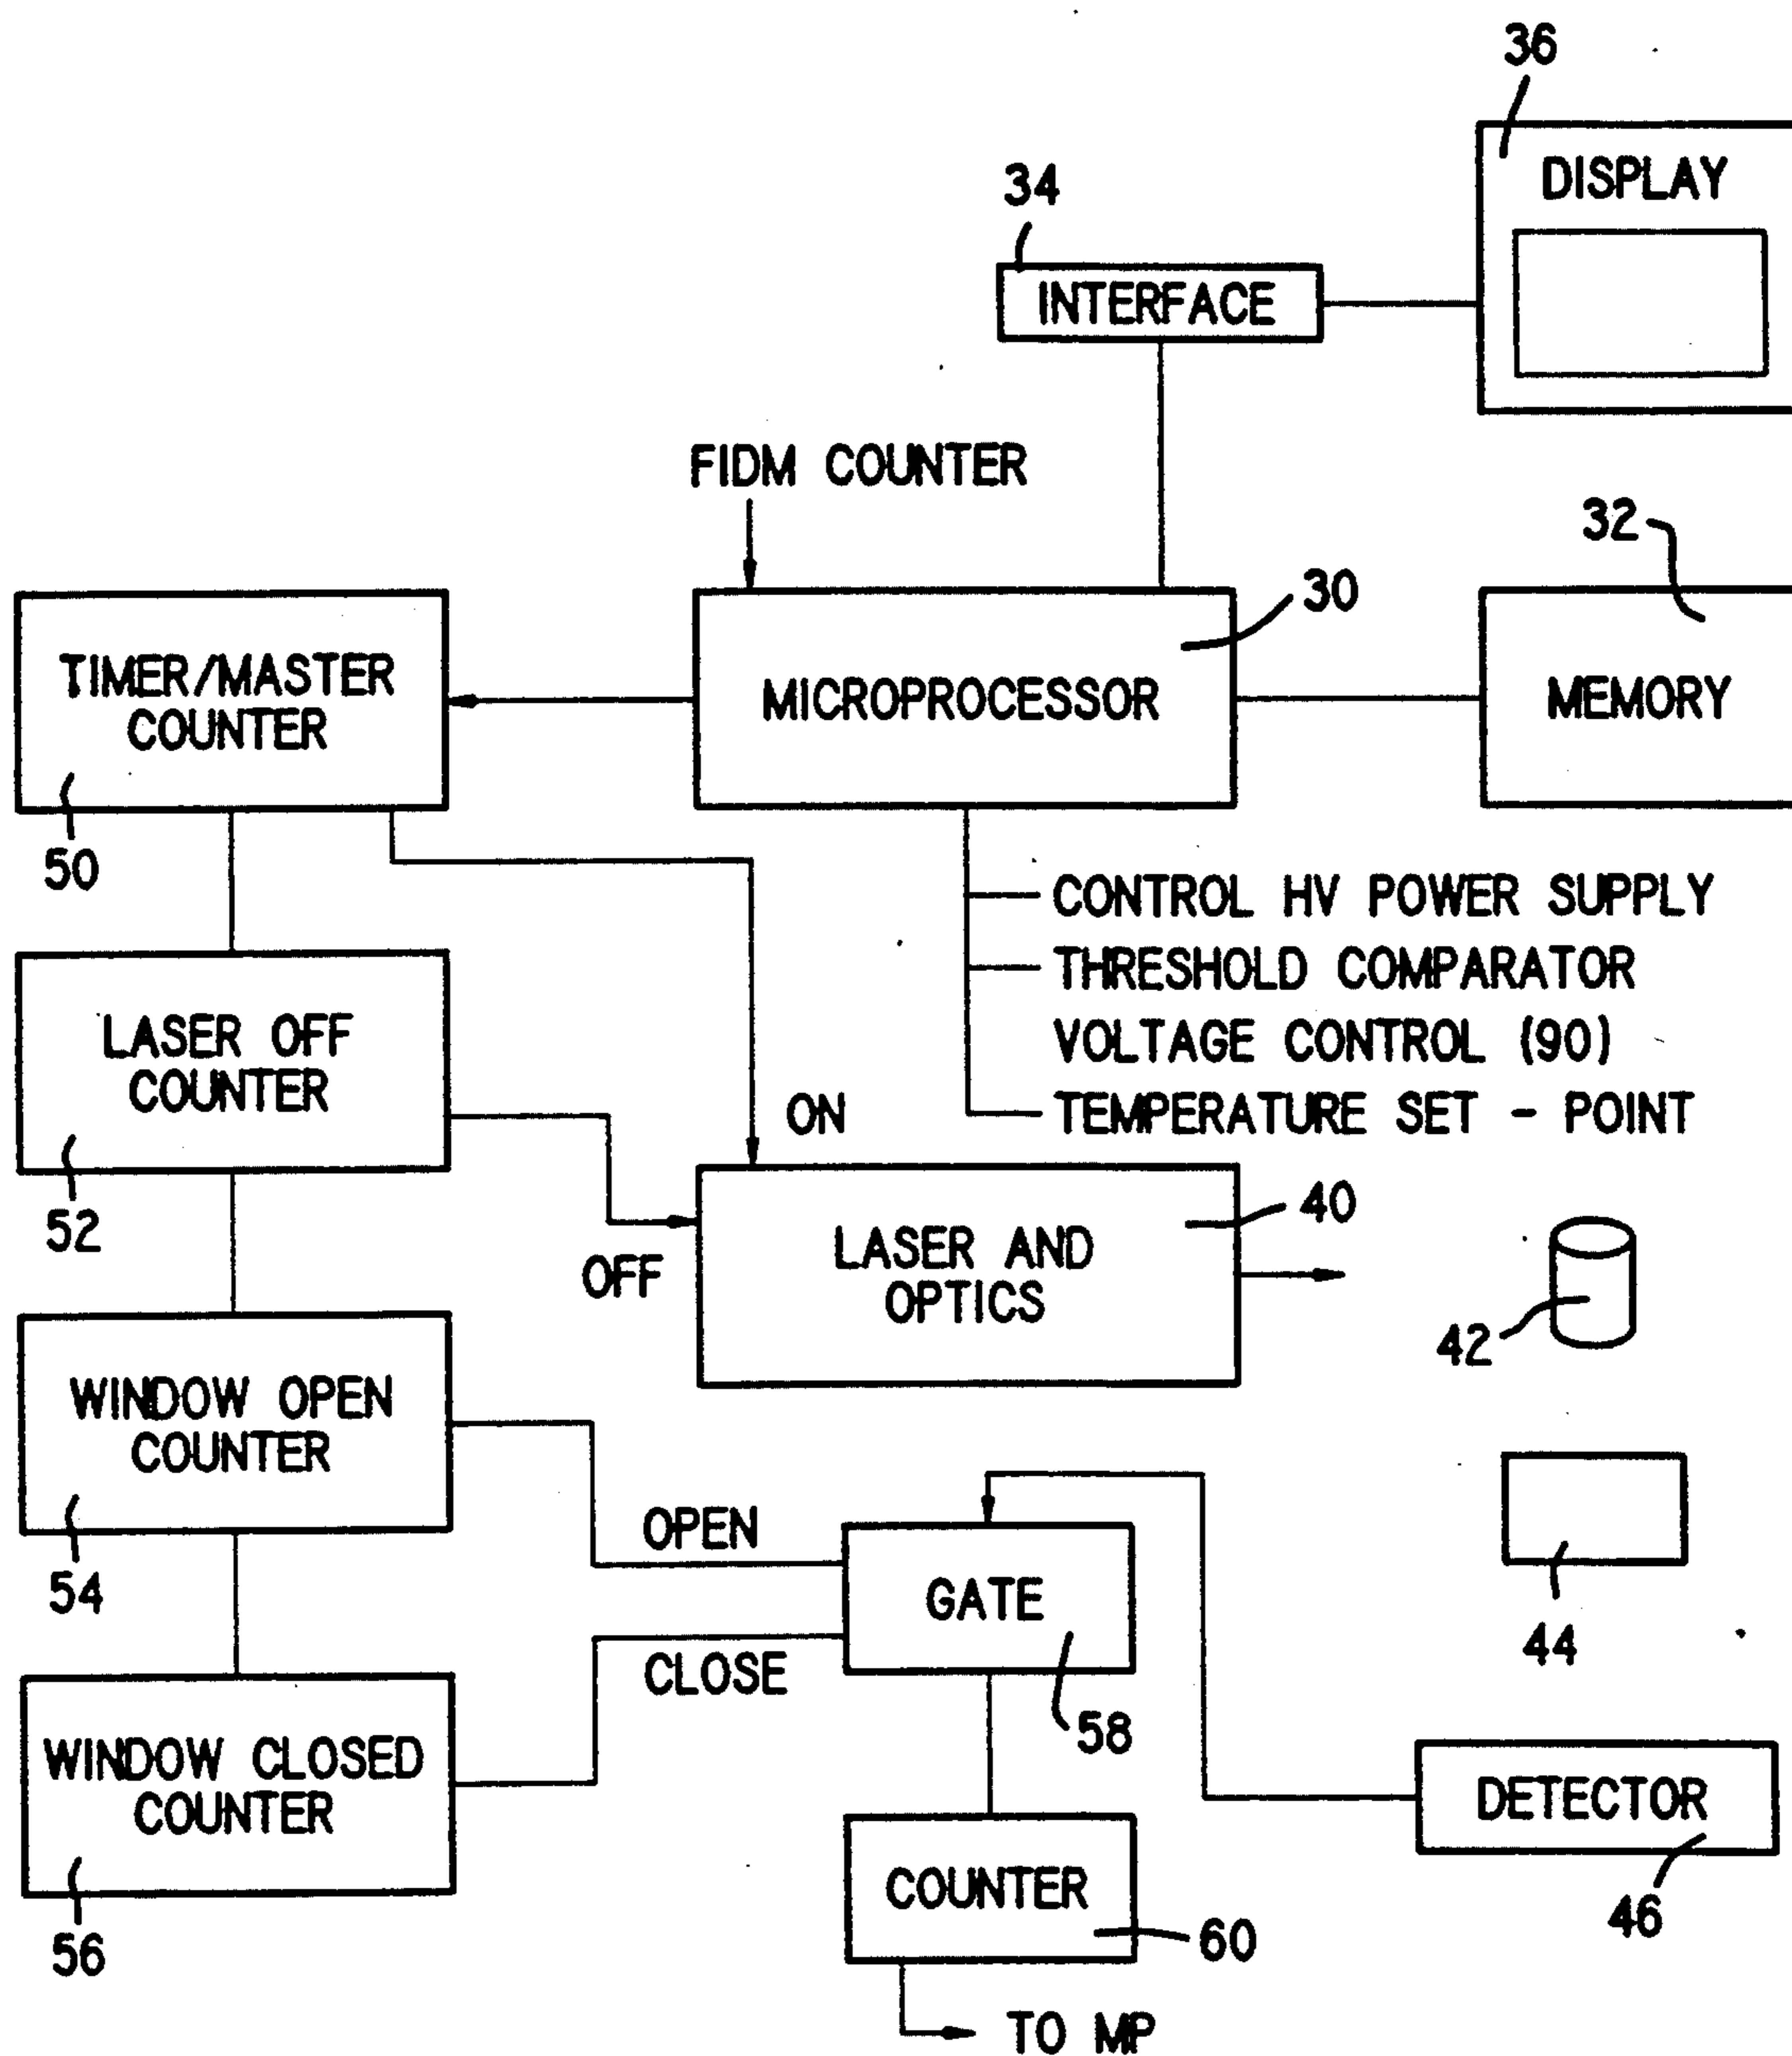 36
DISPLAY
34
INTERFACE
FIDM COUNTER
32
30
TIMER/MASTER
COUNTER
MICROPROCESSOR
MEMORY
50
CONTROL HV POWER SUPPLY
THRESHOLD COMPARATOR
VOLTAGE CONTROL (90)
TEMPERATURE SET - POINT
LASER OFF
COUNTER
ON
52
OFF
LASER AND
OPTICS
40
42
WINDOW OPEN
COUNTER
54
OPEN
GATE
CLOSE
58
44
WINDOW CLOSED
COUNTER
56
DETECTOR
46
COUNTER
60
TO MP